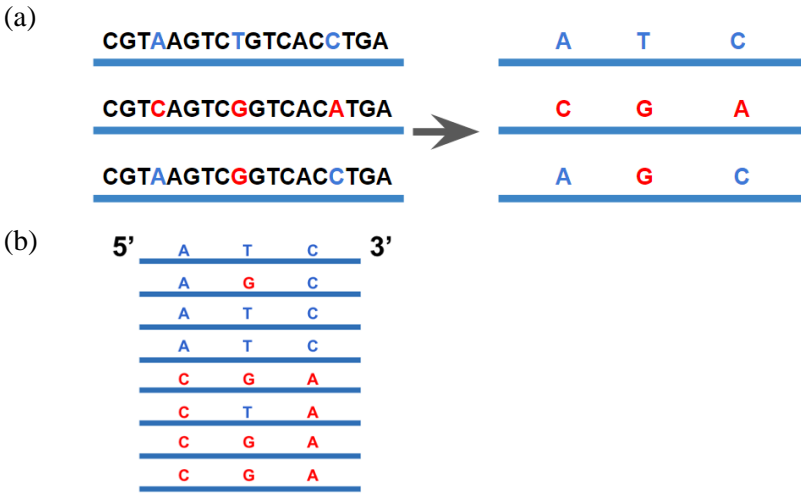 (a)
CGTAAGTCTGTCACCTGA A T C
CGTCAGTCGGTCACATGA C G A
CGTAAGTCGGTCACCTGA A G C
(b)
5’ A T C 3’
A G C
A T C
A T C
C G A
C T A
C G A
C G A